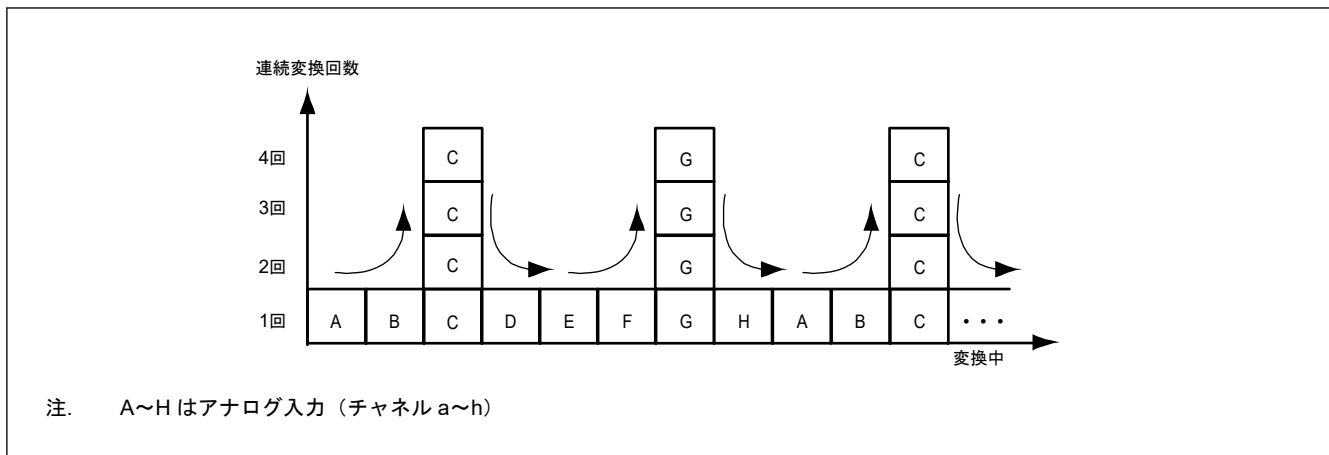 連続変換回数
4回 C G C
3回 C G C
2回 C G C
1回 A B C D E F G H A B C ・・・
変換中
注. A～H はアナログ入力（チャネル a～h）